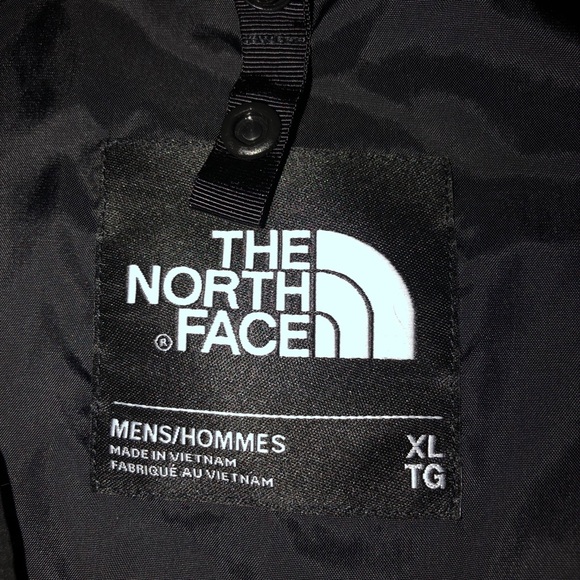 THE
NORTH
® FACE
MENS/HOMMES
MADE IN VIETNAM
FABRIQUÉ AU VIETNAM
XL
TG